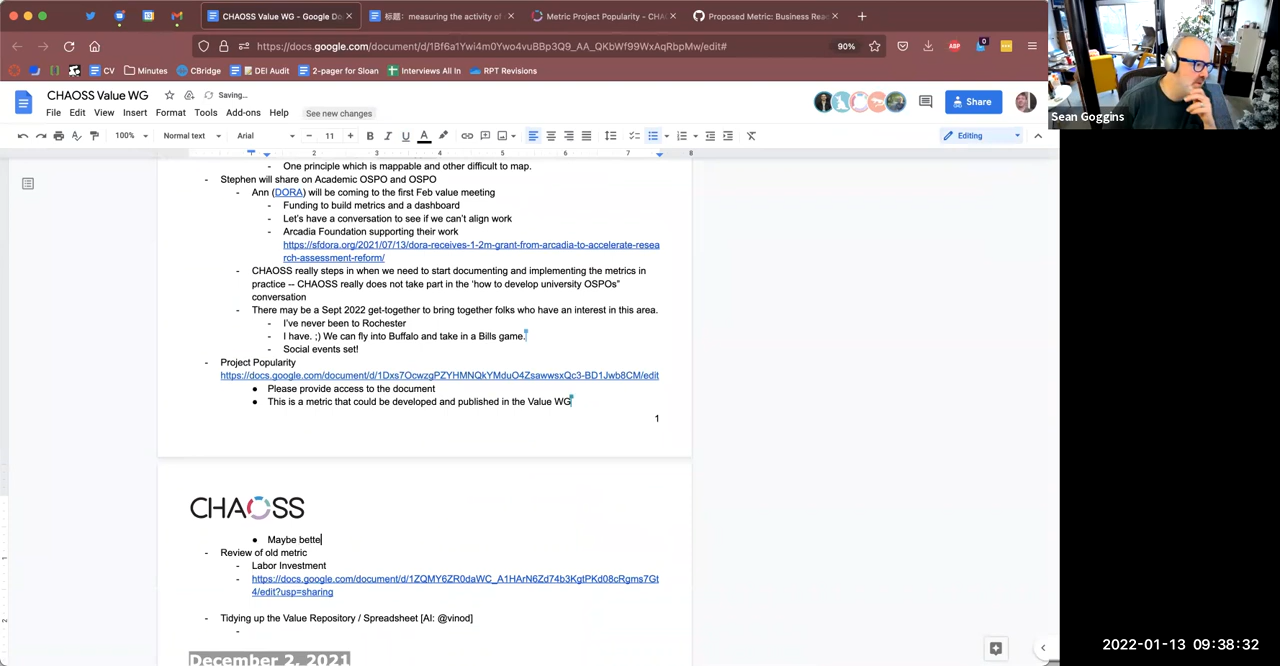 CHAOSS Value WG - Google Do
标题：measuring the activity of
Metric Project Popularity - CHA
Proposed Metric: Business Rea
https://docs.google.com/document/d/1Bf6a1Ywi4m0Ywo4vuBBp3Q9_AA_QKbWf99WxAqRbpMw/edit#
90%
ABP
0
CV
Minutes
CBridge
DEI Audit
2-pager for Sloan
Interviews All In
RPT Revisions
CHAOSS Value WG
Saving...
File Edit View Insert Format Tools Add-ons Help
See new changes
Share
100%
Normal text
Arial
11
B I U A
Editing
2 3 4 5 6 7 8
One principle which is mappable and other difficult to map.
- Stephen will share on Academic OSPO and OSPO
- Ann (DORA) will be coming to the first Feb value meeting
- Funding to build metrics and a dashboard
- Let's have a conversation to see if we can't align work
- Arcadia Foundation supporting their work
https://sfdora.org/2021/07/13/dora-receives-1-2m-grant-from-arcadia-to-accelerate-resea
rch-assessment-reform/
- CHAOSS really steps in when we need to start documenting and implementing the metrics in
practice -- CHAOSS really does not take part in the 'how to develop university OSPOs"
conversation
- There may be a Sept 2022 get-together to bring together folks who have an interest in this area.
- I've never been to Rochester
- I have. ;) We can fly into Buffalo and take in a Bills game.
- Social events set!
- Project Popularity
https://docs.google.com/document/d/1Dxs7OcwzgPZYHMNQkYMduO4ZsawwsxQc3-BD1Jwb8CM/edit
● Please provide access to the document
● This is a metric that could be developed and published in the Value WG
1
CHAOSS
● Maybe bette
- Review of old metric
- Labor Investment
- https://docs.google.com/document/d/1ZQMY6ZR0daWC_A1HArN6Zd74b3KgtPKd08cRgms7Gt
4/edit?usp=sharing
- Tidying up the Value Repository / Spreadsheet [AI: @vinod]
-
December 2, 2021
Sean Goggins
2022-01-13 09:38:32